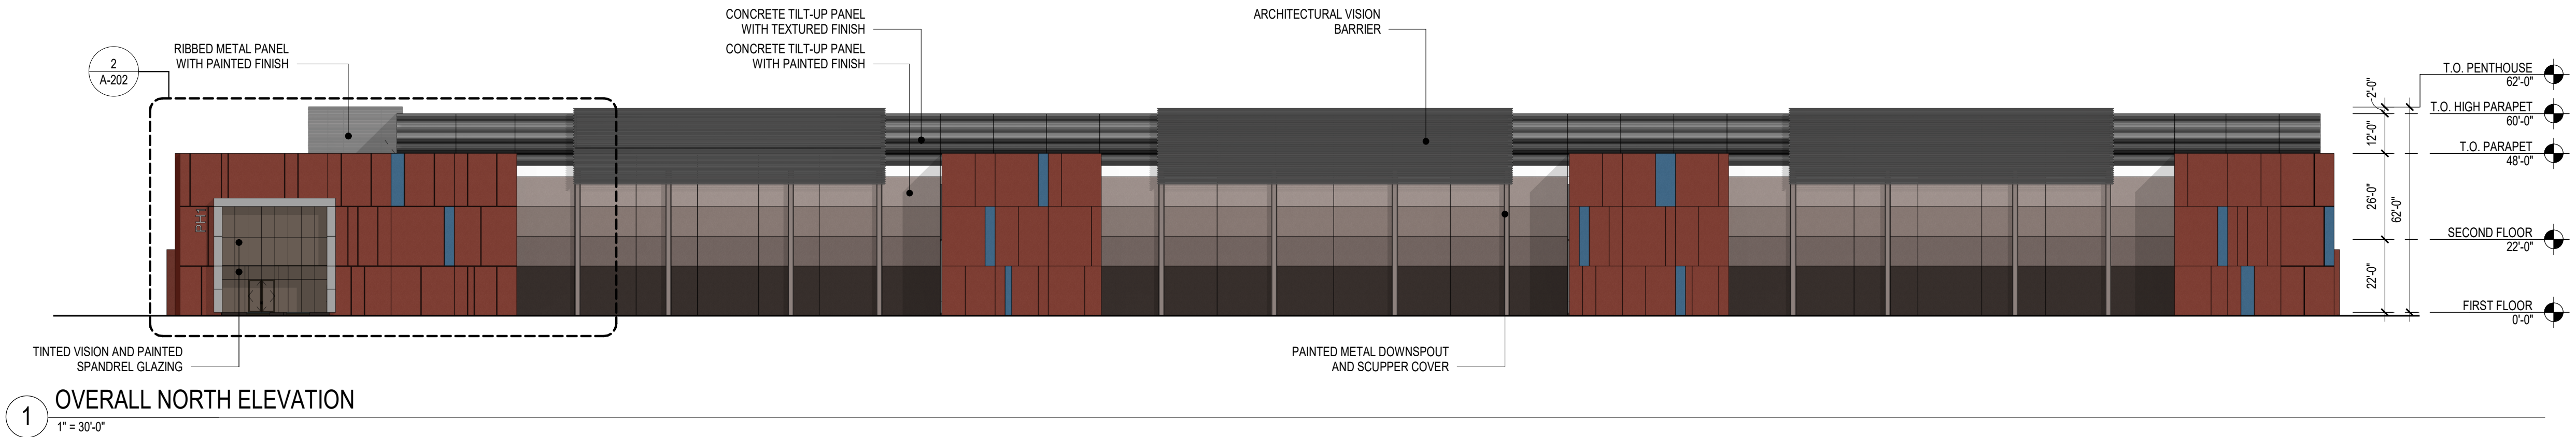 CONCRETE TILT-UP PANEL
WITH TEXTURED FINISH
CONCRETE TILT-UP PANEL
WITH PAINTED FINISH
ARCHITECTURAL VISION
BARRIER
RIBBED METAL PANEL
WITH PAINTED FINISH
2
A-202
T.O. PENTHOUSE
62'-0"
T.O. HIGH PARAPET
60'-0"
T.O. PARAPET
48'-0"
SECOND FLOOR
22'-0"
FIRST FLOOR
0'-0"
2'-0"
12'-0"
26'-0"
22'-0"
62'-0"
PH1
TINTED VISION AND PAINTED
SPANDREL GLAZING
PAINTED METAL DOWNSPOUT
AND SCUPPER COVER
1
OVERALL NORTH ELEVATION
1" = 30'-0"